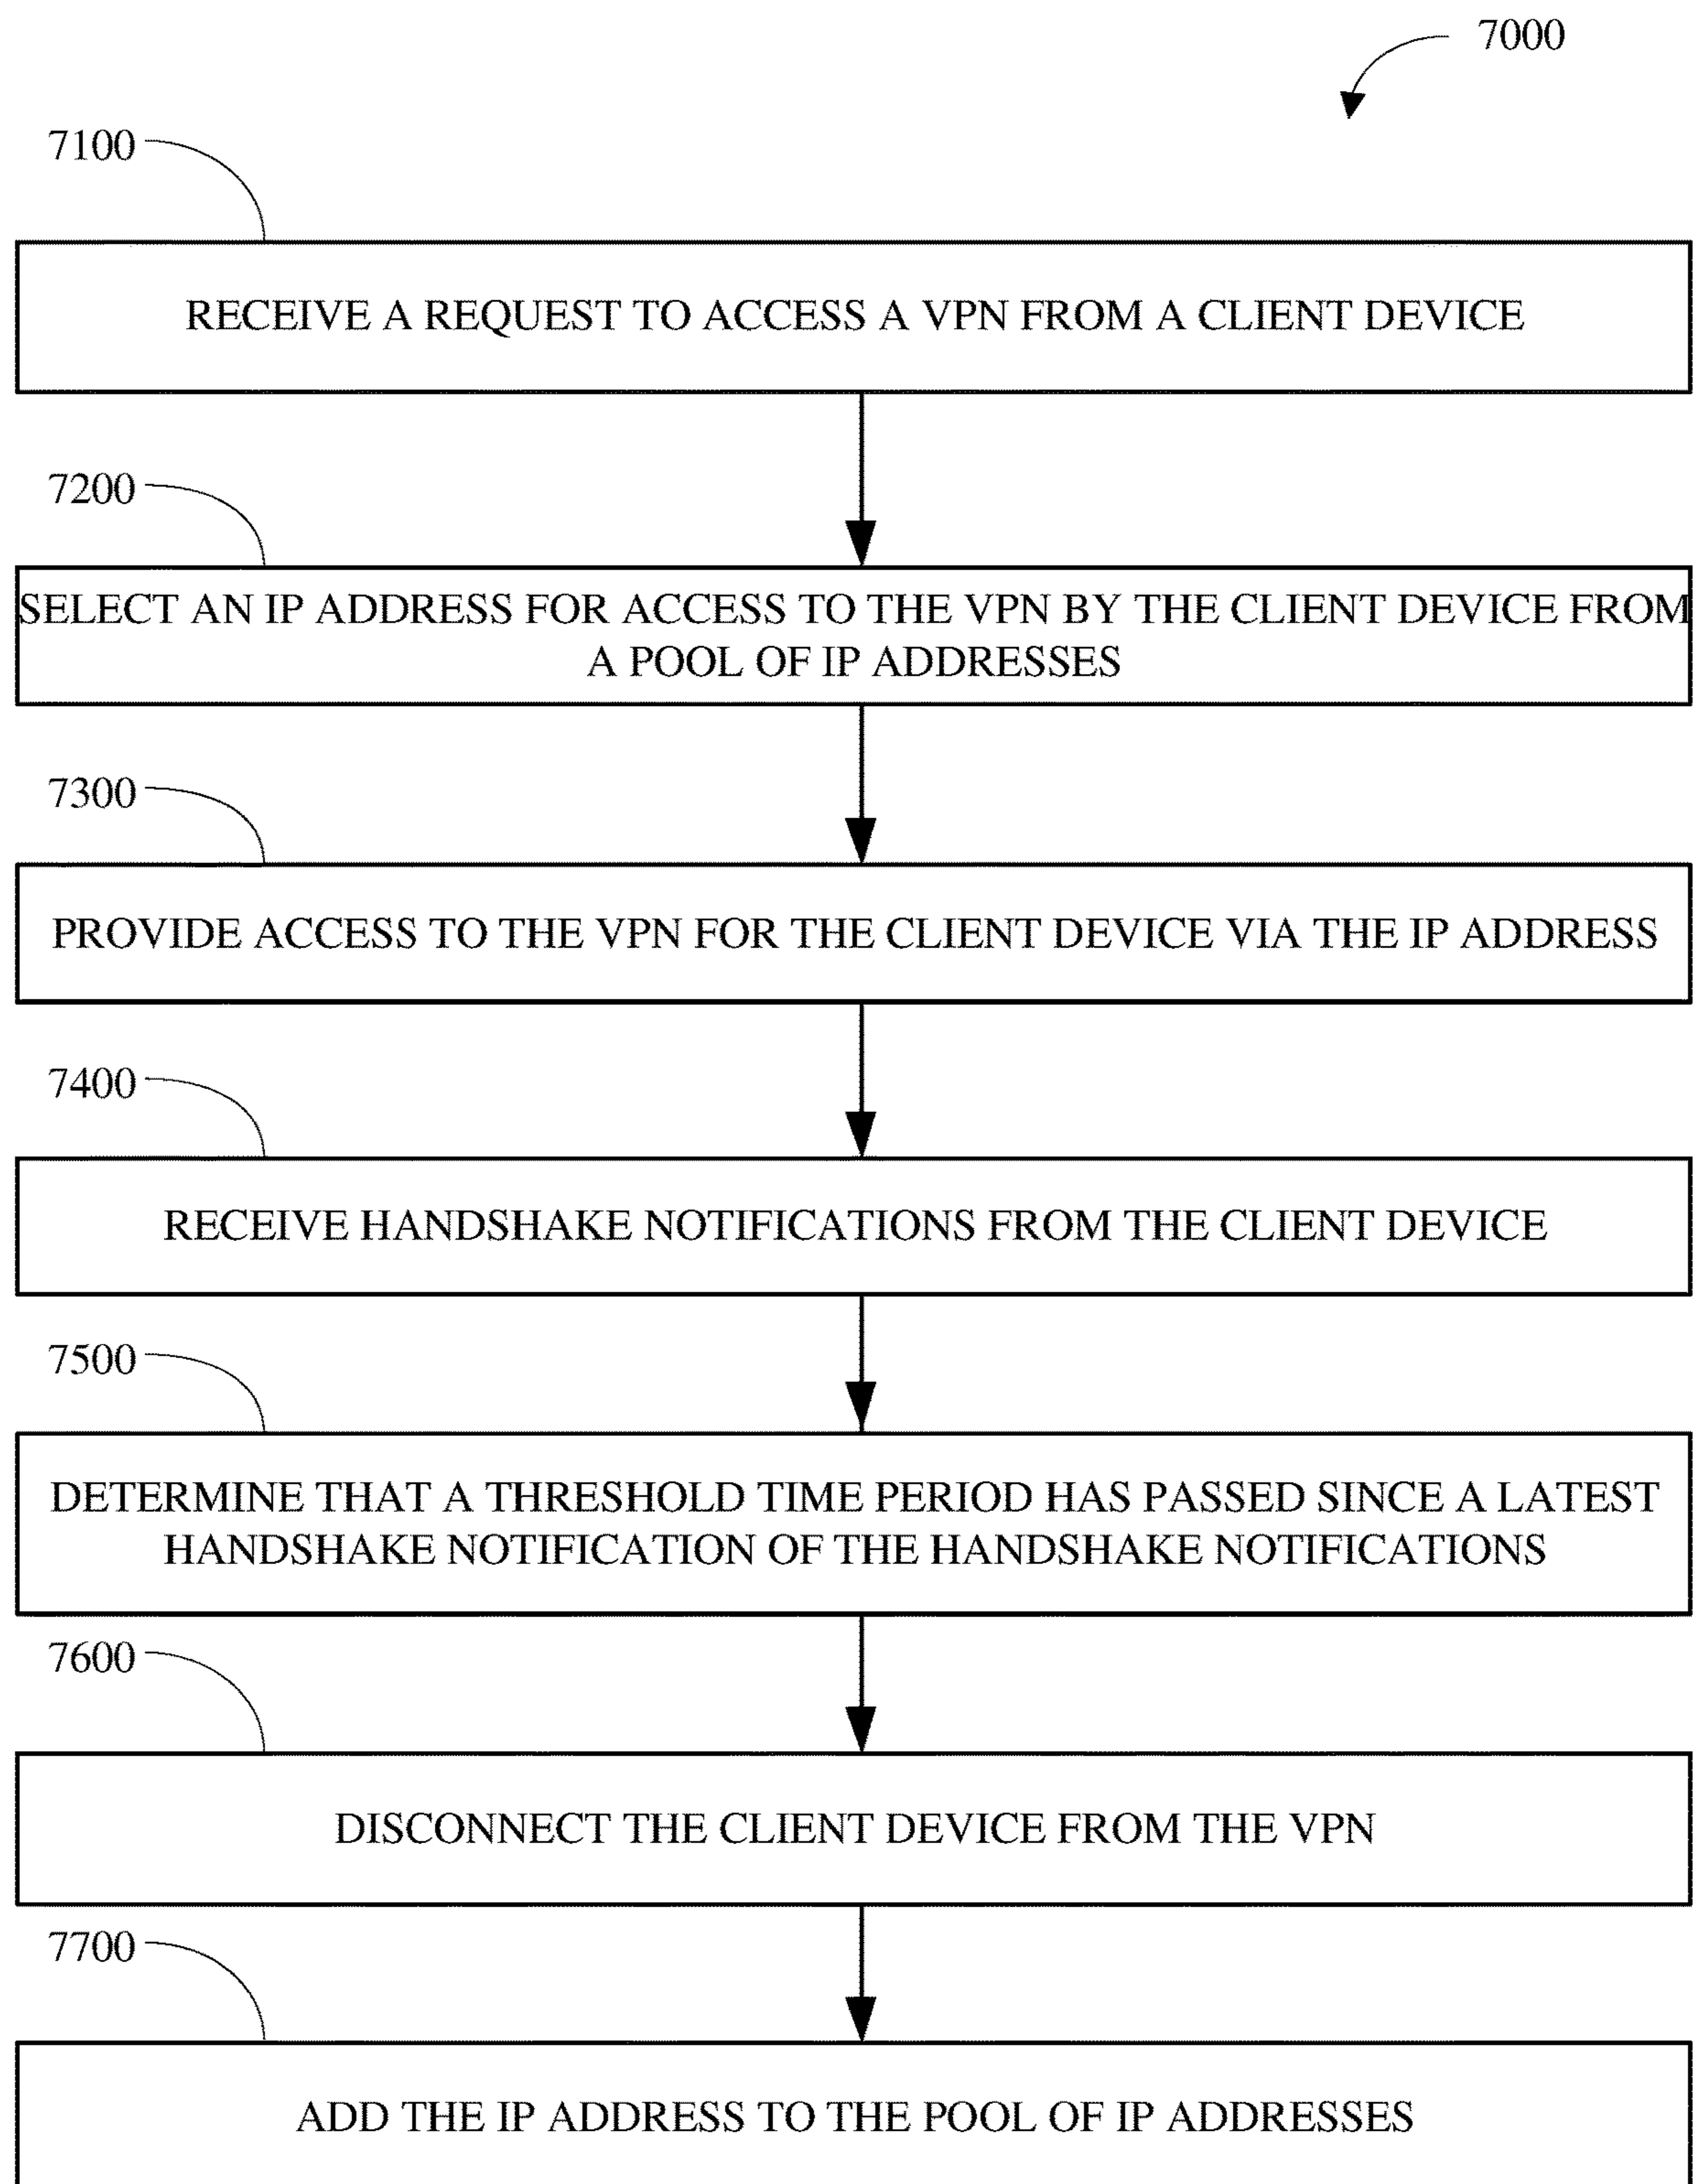 7000
7100
RECEIVE A REQUEST TO ACCESS A VPN FROM A CLIENT DEVICE
7200
SELECT AN IP ADDRESS FOR ACCESS TO THE VPN BY THE CLIENT DEVICE FROM
A POOL OF IP ADDRESSES
7300
PROVIDE ACCESS TO THE VPN FOR THE CLIENT DEVICE VIA THE IP ADDRESS
7400
RECEIVE HANDSHAKE NOTIFICATIONS FROM THE CLIENT DEVICE
7500
DETERMINE THAT A THRESHOLD TIME PERIOD HAS PASSED SINCE A LATEST
HANDSHAKE NOTIFICATION OF THE HANDSHAKE NOTIFICATIONS
7600
DISCONNECT THE CLIENT DEVICE FROM THE VPN
7700
ADD THE IP ADDRESS TO THE POOL OF IP ADDRESSES